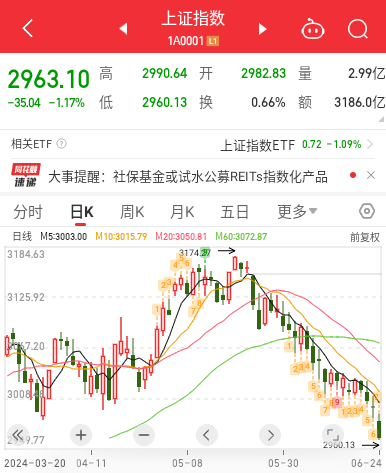 上证指数
1A0001 L1
2963.10 高 2990.64 开 2982.83 量 2.99亿
-35.04 -1.17% 低 2960.13 换 0.66% 额 3186.0亿
相关ETF ? 上证指数ETF 0.72 -1.09%
同花顺
速递 大事提醒：社保基金或试水公募REITs指数化产品
分时 日K 周K 月K 五日 更多
日线 M5:3003.00 M10:3015.79 M20:3050.81 M60:3072.87 前复权
3184.63
3174
3125.92
3067.20
3008.
2960.13
2024-03-20 04-11 05-08 05-30 06-24